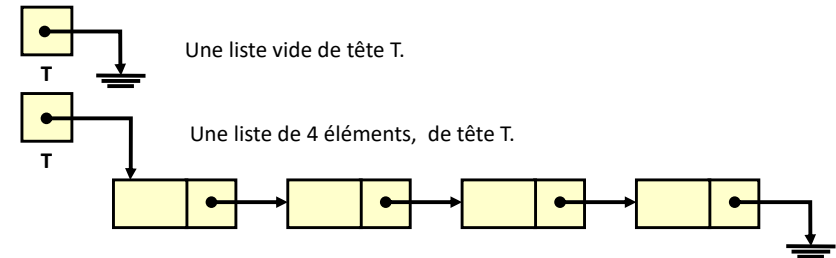 Une liste vide de tête T.
T
Une liste de 4 éléments, de tête T.
T